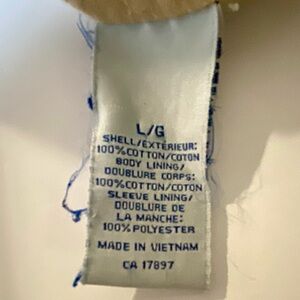 L/G
SHELL/EXTÉRIEUR:
100% COTTON/COTON
BODY LINING/
DOUBLURE CORPS:
100% COTTON/COTON
SLEEVE LINING/
DOUBLURE DE
LA MANCHE:
100% POLYESTER
MADE IN VIETNAM
CA 17897